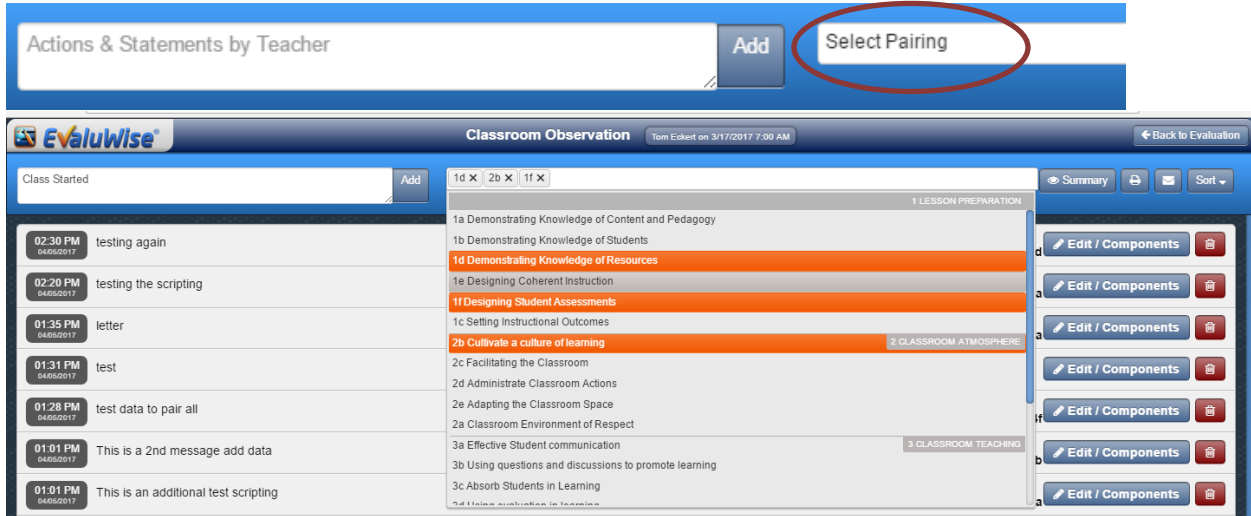 Actions & Statements by Teacher
Add
Select Pairing
EvaluWise®
Classroom Observation
Tom Eckert on 3/17/2017 7:00 AM
Back to Evaluation
Class Started
Add
1d × 2b × 1f ×
Summary
Sort
1 LESSON PREPARATION
1a Demonstrating Knowledge of Content and Pedagogy
1b Demonstrating Knowledge of Students
1d Demonstrating Knowledge of Resources
1e Designing Coherent Instruction
1f Designing Student Assessments
1c Setting Instructional Outcomes
2b Cultivate a culture of learning
2 CLASSROOM ATMOSPHERE
2c Facilitating the Classroom
2d Administrate Classroom Actions
2e Adapting the Classroom Space
2a Classroom Environment of Respect
3a Effective Student communication
3 CLASSROOM TEACHING
3b Using questions and discussions to promote learning
3c Absorb Students in Learning
3d Using evaluation in learning
02:30 PM
04/05/2017
testing again
d
Edit / Components
02:20 PM
04/05/2017
testing the scripting
a
Edit / Components
01:35 PM
04/05/2017
letter
a
Edit / Components
01:31 PM
04/05/2017
test
Edit / Components
01:28 PM
04/05/2017
test data to pair all
4f
Edit / Components
01:01 PM
04/05/2017
This is a 2nd message add data
b
Edit / Components
01:01 PM
04/05/2017
This is an additional test scripting
a
Edit / Components